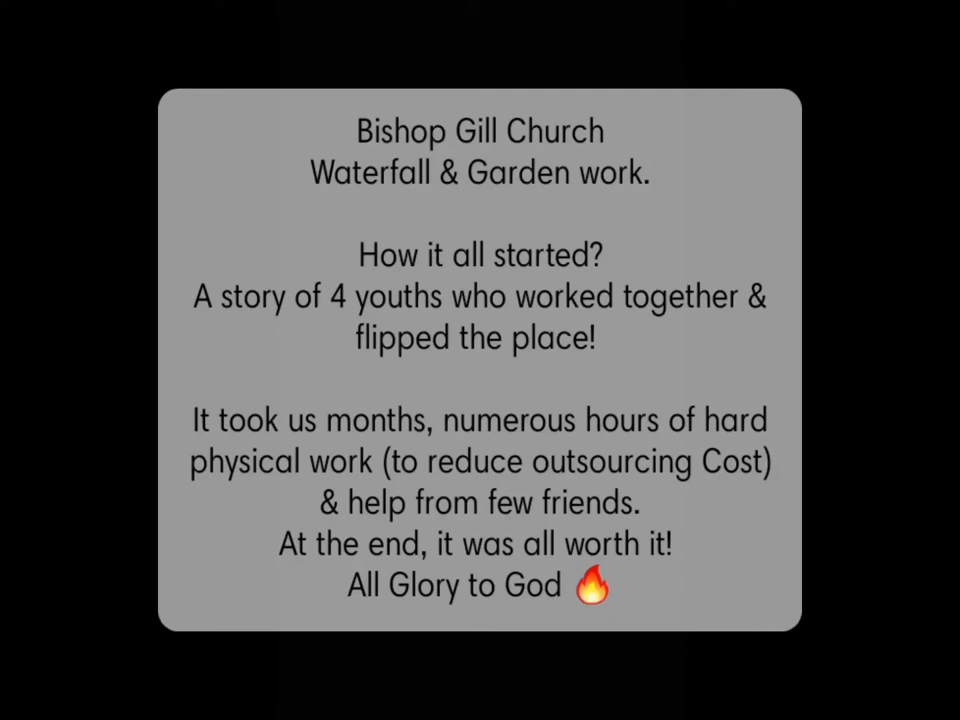 Bishop Gill Church
Waterfall & Garden work.
How it all started?
A story of 4 youths who worked together &
flipped the place!
It took us months, numerous hours of hard
physical work (to reduce outsourcing Cost)
& help from few friends.
At the end, it was all worth it!
All Glory to God 🔥